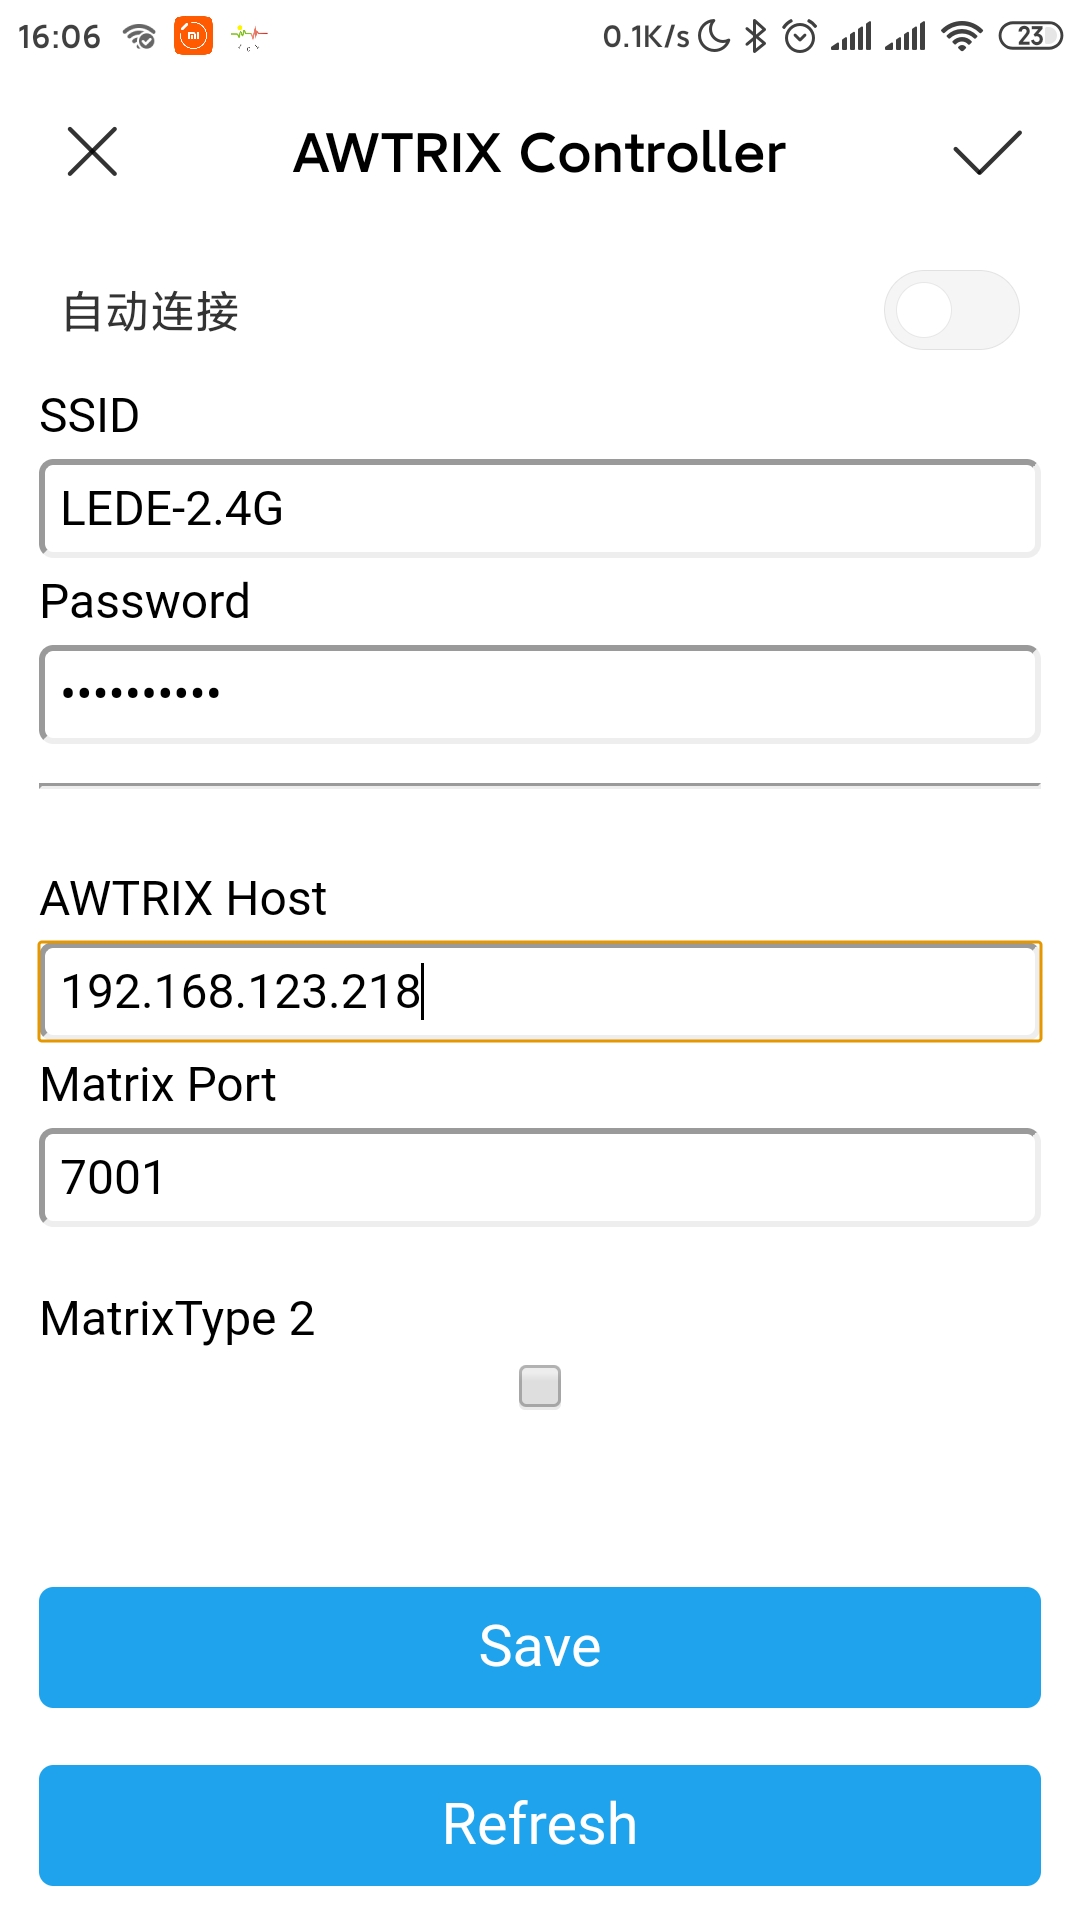 16:06
0.1K/s
23
AWTRIX Controller
自动连接
SSID
LEDE-2.4G
Password
••••••••••
AWTRIX Host
192.168.123.218
Matrix Port
7001
MatrixType 2
Save
Refresh